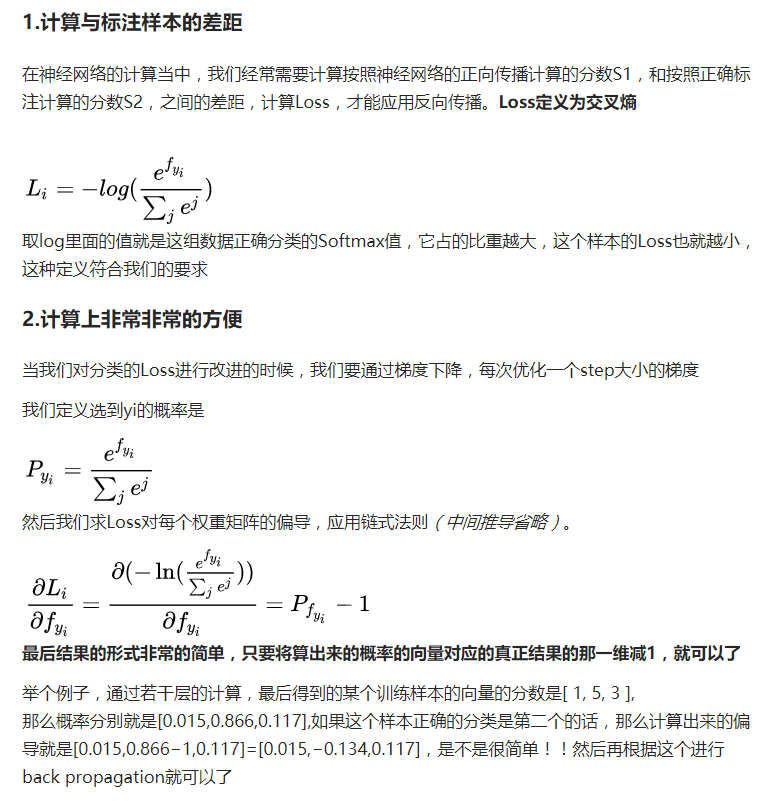 1.计算与标注样本的差距
在神经网络的计算当中，我们经常需要计算按照神经网络的正向传播计算的分数S1，和按照正确标
注计算的分数S2，之间的差距，计算Loss，才能应用反向传播。Loss定义为交叉熵
L_i = -log(\frac{e^{f_{y_i}}}{\sum_j e^j})
取log里面的值就是这组数据正确分类的Softmax值，它占的比重越大，这个样本的Loss也就越小，
这种定义符合我们的要求
2.计算上非常非常的方便
当我们对分类的Loss进行改进的时候，我们要通过梯度下降，每次优化一个step大小的梯度
我们定义选到yi的概率是
P_{y_i} = \frac{e^{f_{y_i}}}{\sum_j e^j}
然后我们求Loss对每个权重矩阵的偏导，应用链式法则（中间推导省略）。
\frac{\partial L_i}{\partial f_{y_i}} = \frac{\partial(-\ln(\frac{e^{f_{y_i}}}{\sum_j e^j}))}{\partial f_{y_i}} = P_{f_{y_i}} - 1
最后结果的形式非常的简单，只要将算出来的概率的向量对应的真正结果的那一维减1，就可以了
举个例子，通过若干层的计算，最后得到的某个训练样本的向量的分数是[ 1, 5, 3 ],
那么概率分别就是[0.015,0.866,0.117],如果这个样本正确的分类是第二个的话，那么计算出来的偏
导就是[0.015,0.866−1,0.117]=[0.015,−0.134,0.117]，是不是很简单！！然后再根据这个进行
back propagation就可以了